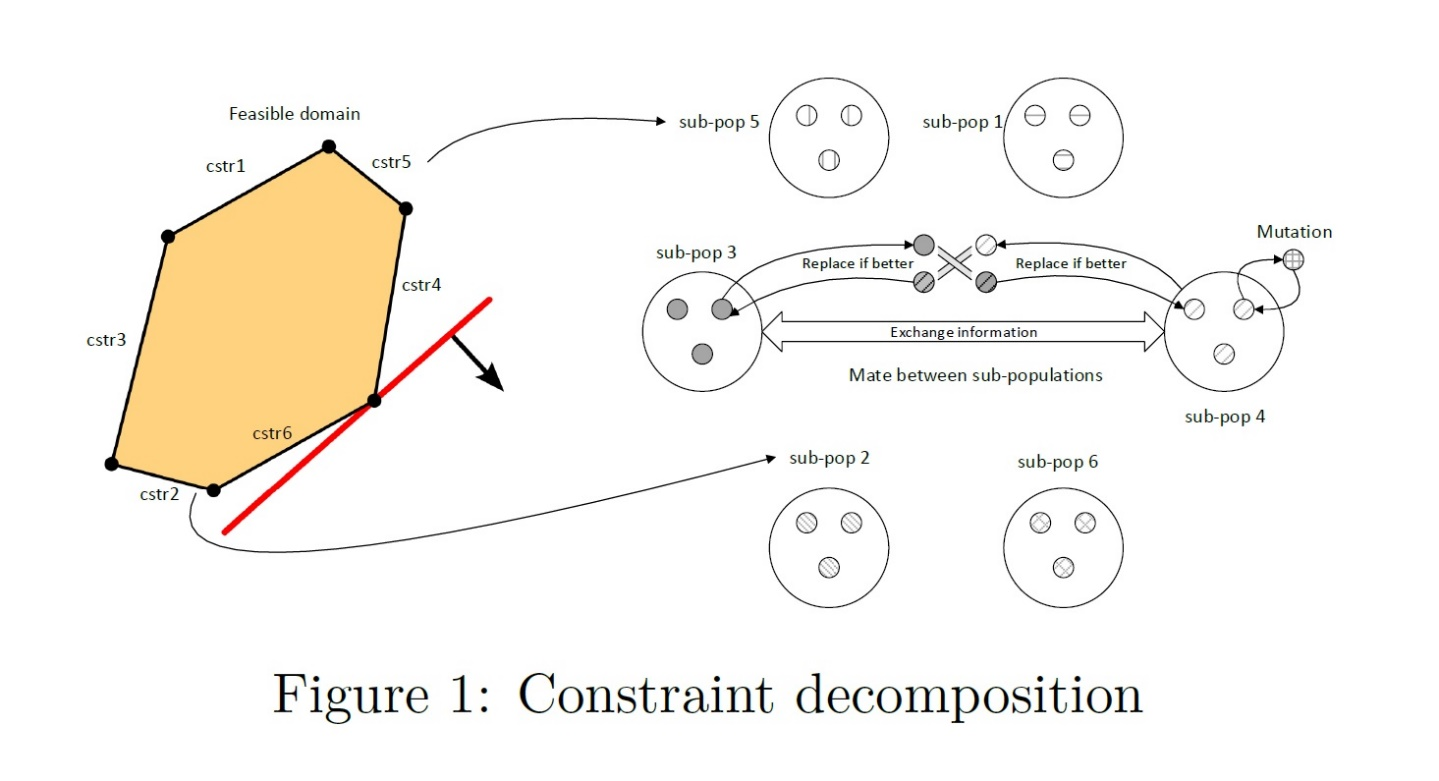 Feasible domain
cstr1
cstr5
cstr4
cstr3
cstr6
cstr2
sub-pop 5
sub-pop 1
sub-pop 3
Replace if better
Replace if better
Mutation
Exchange information
Mate between sub-populations
sub-pop 4
sub-pop 2
sub-pop 6
Figure 1: Constraint decomposition